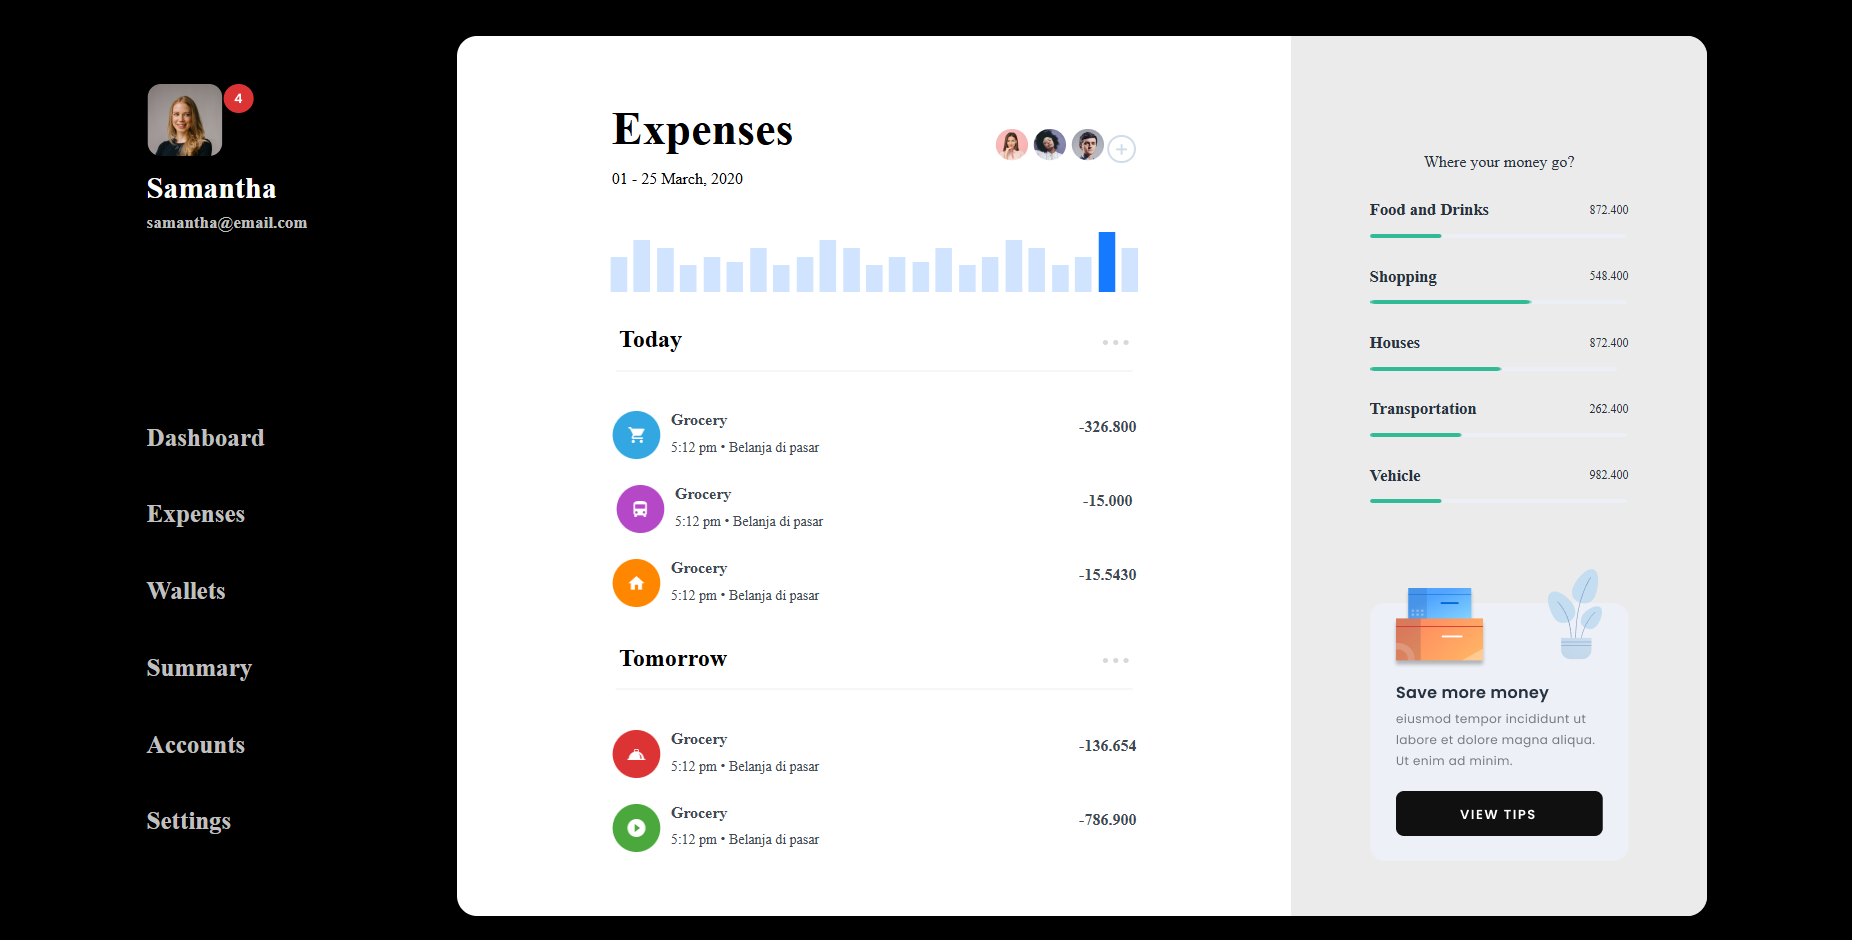 4
Samantha
samantha@email.com
Dashboard
Expenses
Wallets
Summary
Accounts
Settings
Expenses
01 - 25 March, 2020
Today
Grocery
5:12 pm • Belanja di pasar
-326.800
Grocery
5:12 pm • Belanja di pasar
-15.000
Grocery
5:12 pm • Belanja di pasar
-15.5430
Tomorrow
Grocery
5:12 pm • Belanja di pasar
-136.654
Grocery
5:12 pm • Belanja di pasar
-786.900
Where your money go?
Food and Drinks 872.400
Shopping 548.400
Houses 872.400
Transportation 262.400
Vehicle 982.400
Save more money
eiusmod tempor incididunt ut
labore et dolore magna aliqua.
Ut enim ad minim.
VIEW TIPS